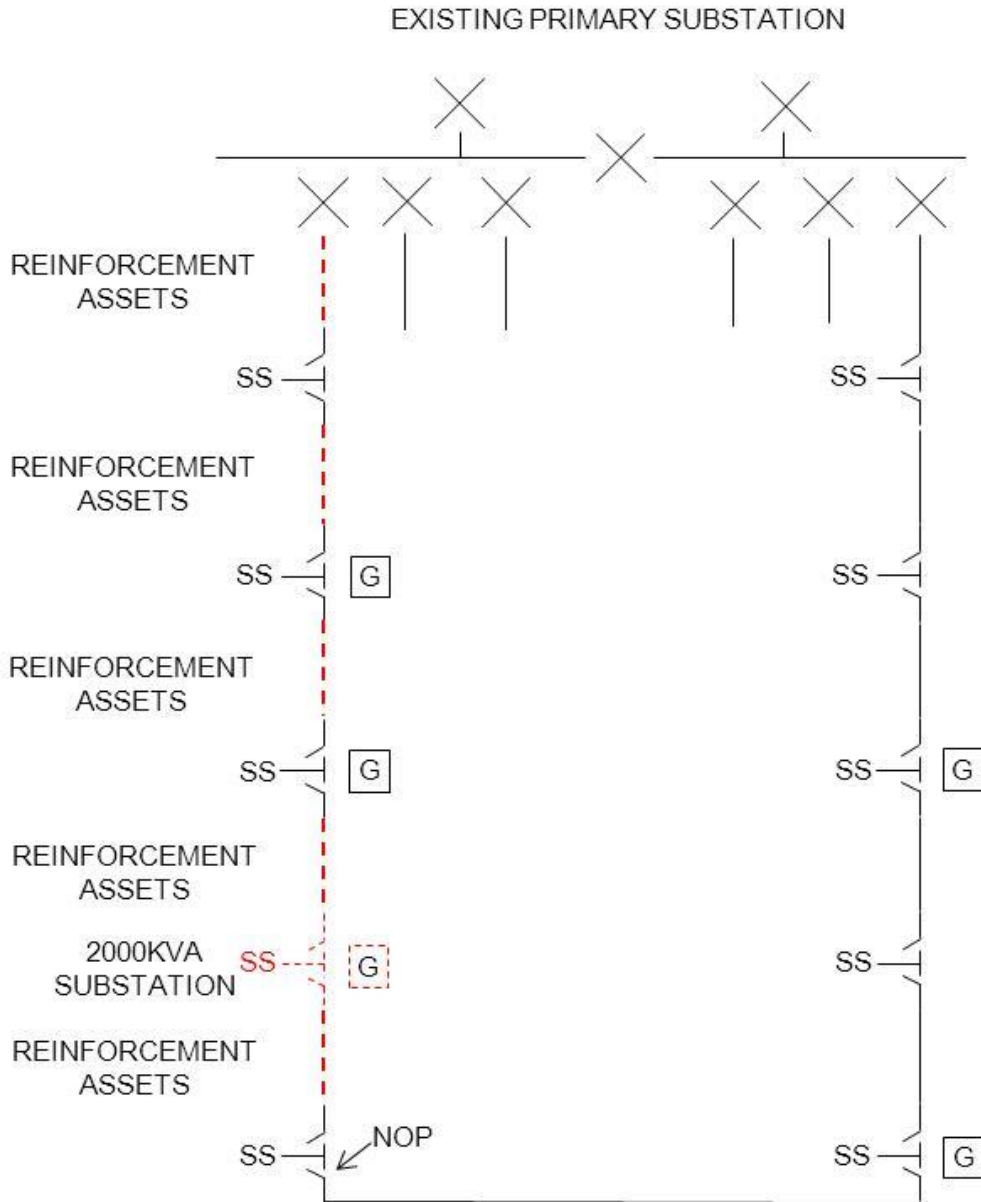 EXISTING PRIMARY SUBSTATION
REINFORCEMENT
ASSETS
SS
SS
REINFORCEMENT
ASSETS
SS
G
SS
REINFORCEMENT
ASSETS
SS
G
SS
G
REINFORCEMENT
ASSETS
2000KVA
SUBSTATION
SS
G
SS
REINFORCEMENT
ASSETS
NOP
SS
SS
G